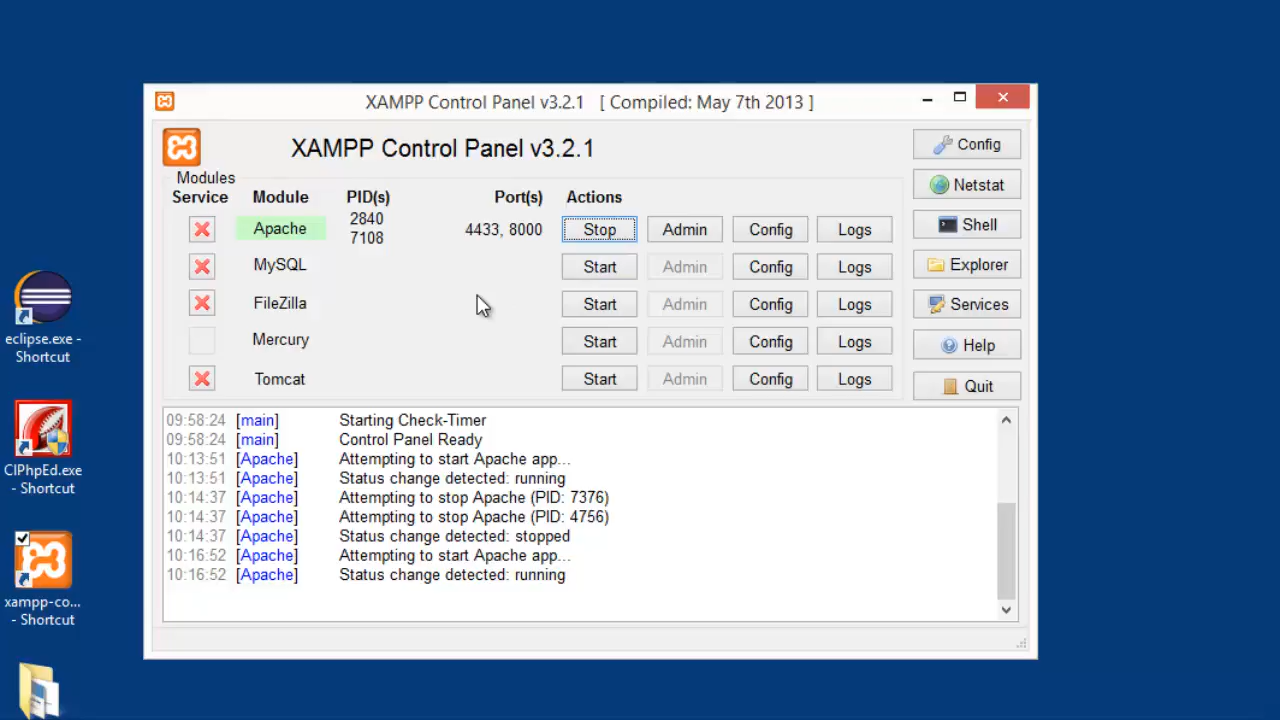 XAMPP Control Panel v3.2.1 [ Compiled: May 7th 2013 ]
XAMPP Control Panel v3.2.1
Config
Modules
Service Module PID(s) Port(s) Actions
Netstat
Apache 2840 7108 4433, 8000 Stop Admin Config Logs
Shell
MySQL Start Admin Config Logs
Explorer
FileZilla Start Admin Config Logs
Services
Mercury Start Admin Config Logs
Help
Tomcat Start Admin Config Logs
Quit
09:58:24 [main] Starting Check-Timer
09:58:24 [main] Control Panel Ready
10:13:51 [Apache] Attempting to start Apache app...
10:13:51 [Apache] Status change detected: running
10:14:37 [Apache] Attempting to stop Apache (PID: 7376)
10:14:37 [Apache] Attempting to stop Apache (PID: 4756)
10:14:37 [Apache] Status change detected: stopped
10:16:52 [Apache] Attempting to start Apache app...
10:16:52 [Apache] Status change detected: running
eclipse.exe -
Shortcut
ClPhpEd.exe
- Shortcut
xampp-co...
- Shortcut